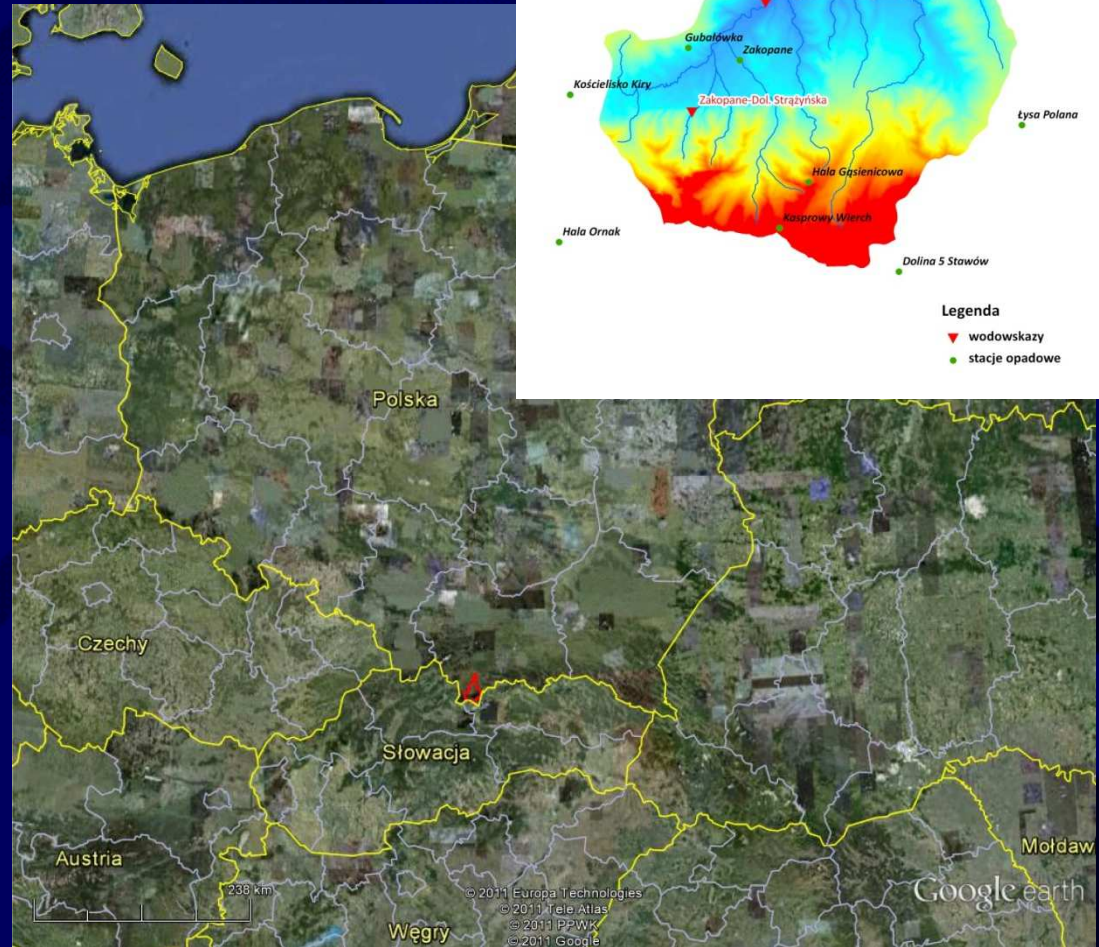 Gubałówka
Zakopane
Kościelisko Kiry
Zakopane-Dol. Strążyńska
Łysa Polana
Hala Gąsienicowa
Kasprowy Wierch
Hala Ornak
Dolina 5 Stawów
Legenda
wodowskazy
stacje opadowe
Polska
Czechy
Słowacja
Austria
Mołdaw
238 km
© 2011 Europa Technologies
© 2011 Tele Atlas
© 2011 PPWK
© 2011 Google
Google earth
Węgry